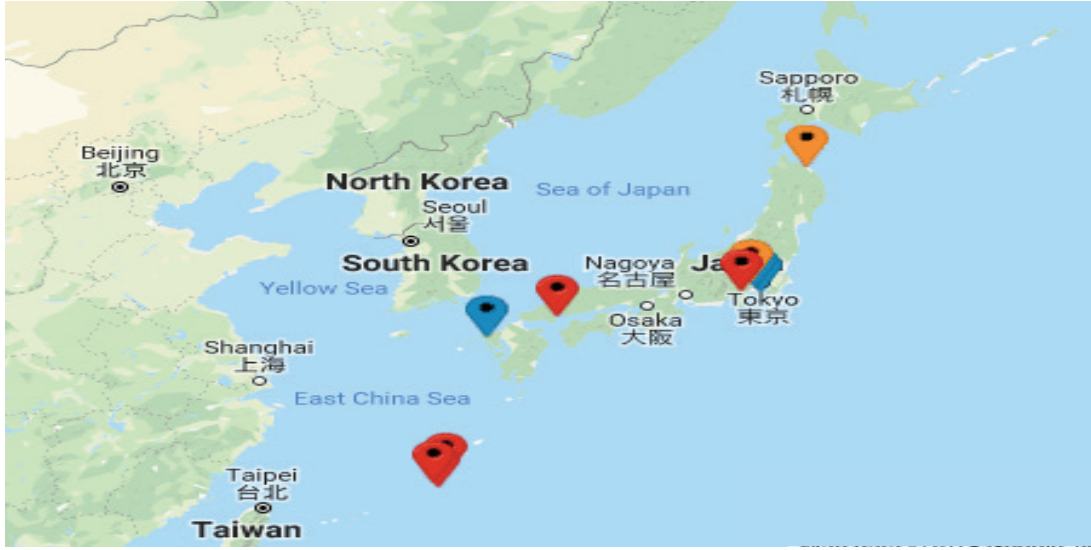 Sapporo
札幌
Beijing
北京
North Korea
Sea of Japan
Seoul
서울
South Korea
Nagoya
名古屋
Yellow Sea
Tokyo
東京
Osaka
大阪
Shanghai
上海
East China Sea
Taipei
台北
Taiwan